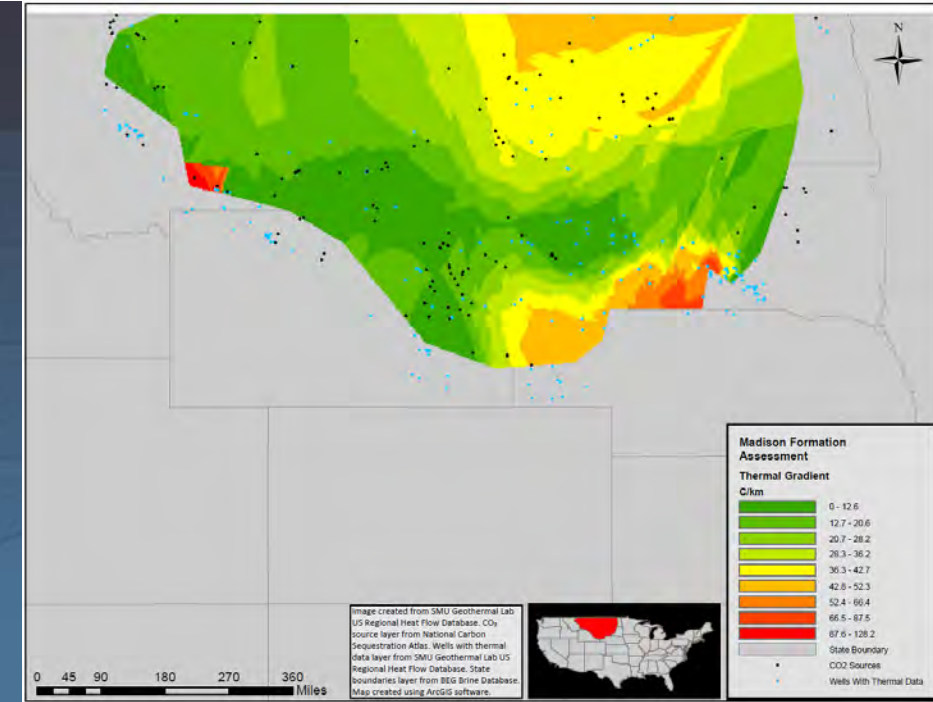 N
Madison Formation
Assessment
Thermal Gradient
C/km
0 - 12.6
12.7 - 20.6
20.7 - 28.2
28.3 - 36.2
36.3 - 42.7
42.8 - 52.3
52.4 - 66.4
66.5 - 87.5
87.6 - 128.2
State Boundary
CO2 Sources
Wells With Thermal Data
Image created from SMU Geothermal Lab
US Regional Heat Flow Database. CO₂
source layer from National Carbon
Sequestration Atlas. Wells with thermal
data layer from SMU Geothermal Lab US
Regional Heat Flow Database. State
boundaries layer from BEG Brine Database.
Map created using ArcGIS software.
0 45 90 180 270 360
Miles